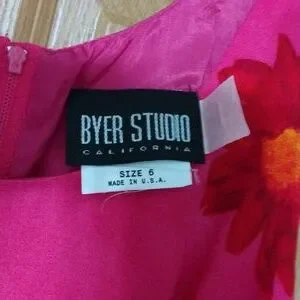 BYER STUDIO
CALIFORNIA
SIZE 6
MADE IN U.S.A.